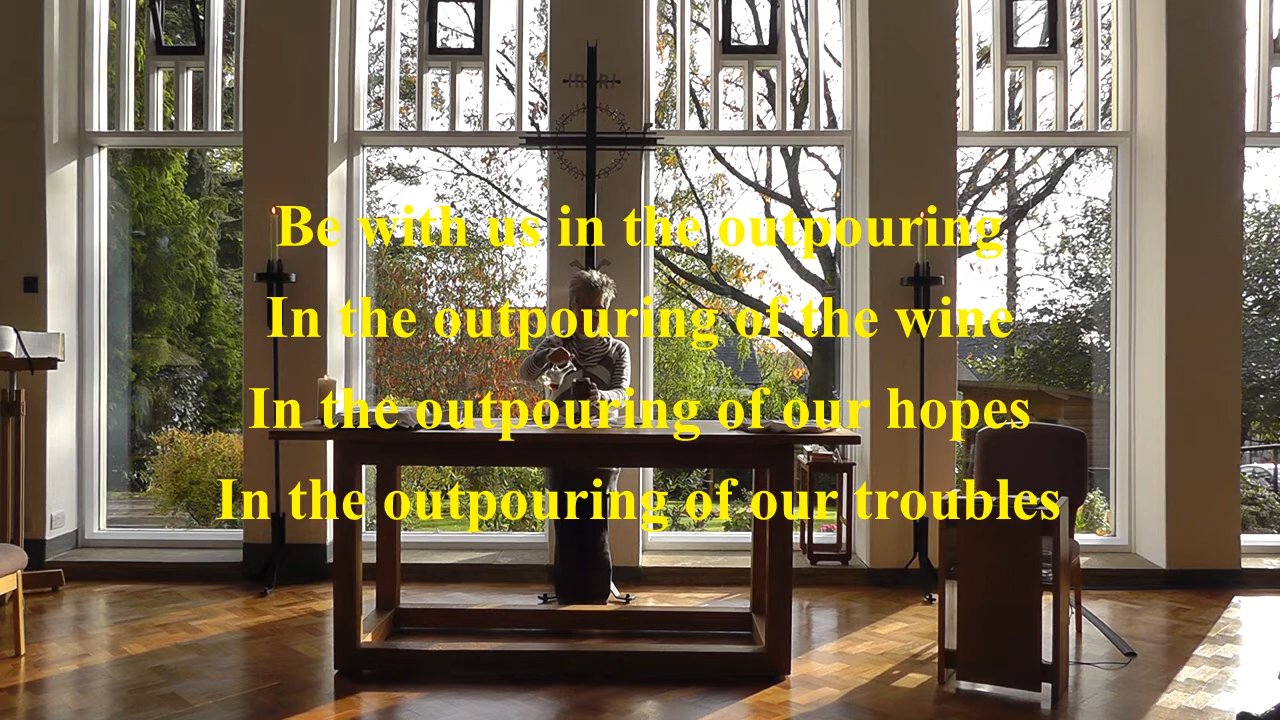 INRI
Be with us in the outpouring
In the outpouring of the wine
In the outpouring of our hopes
In the outpouring of our troubles